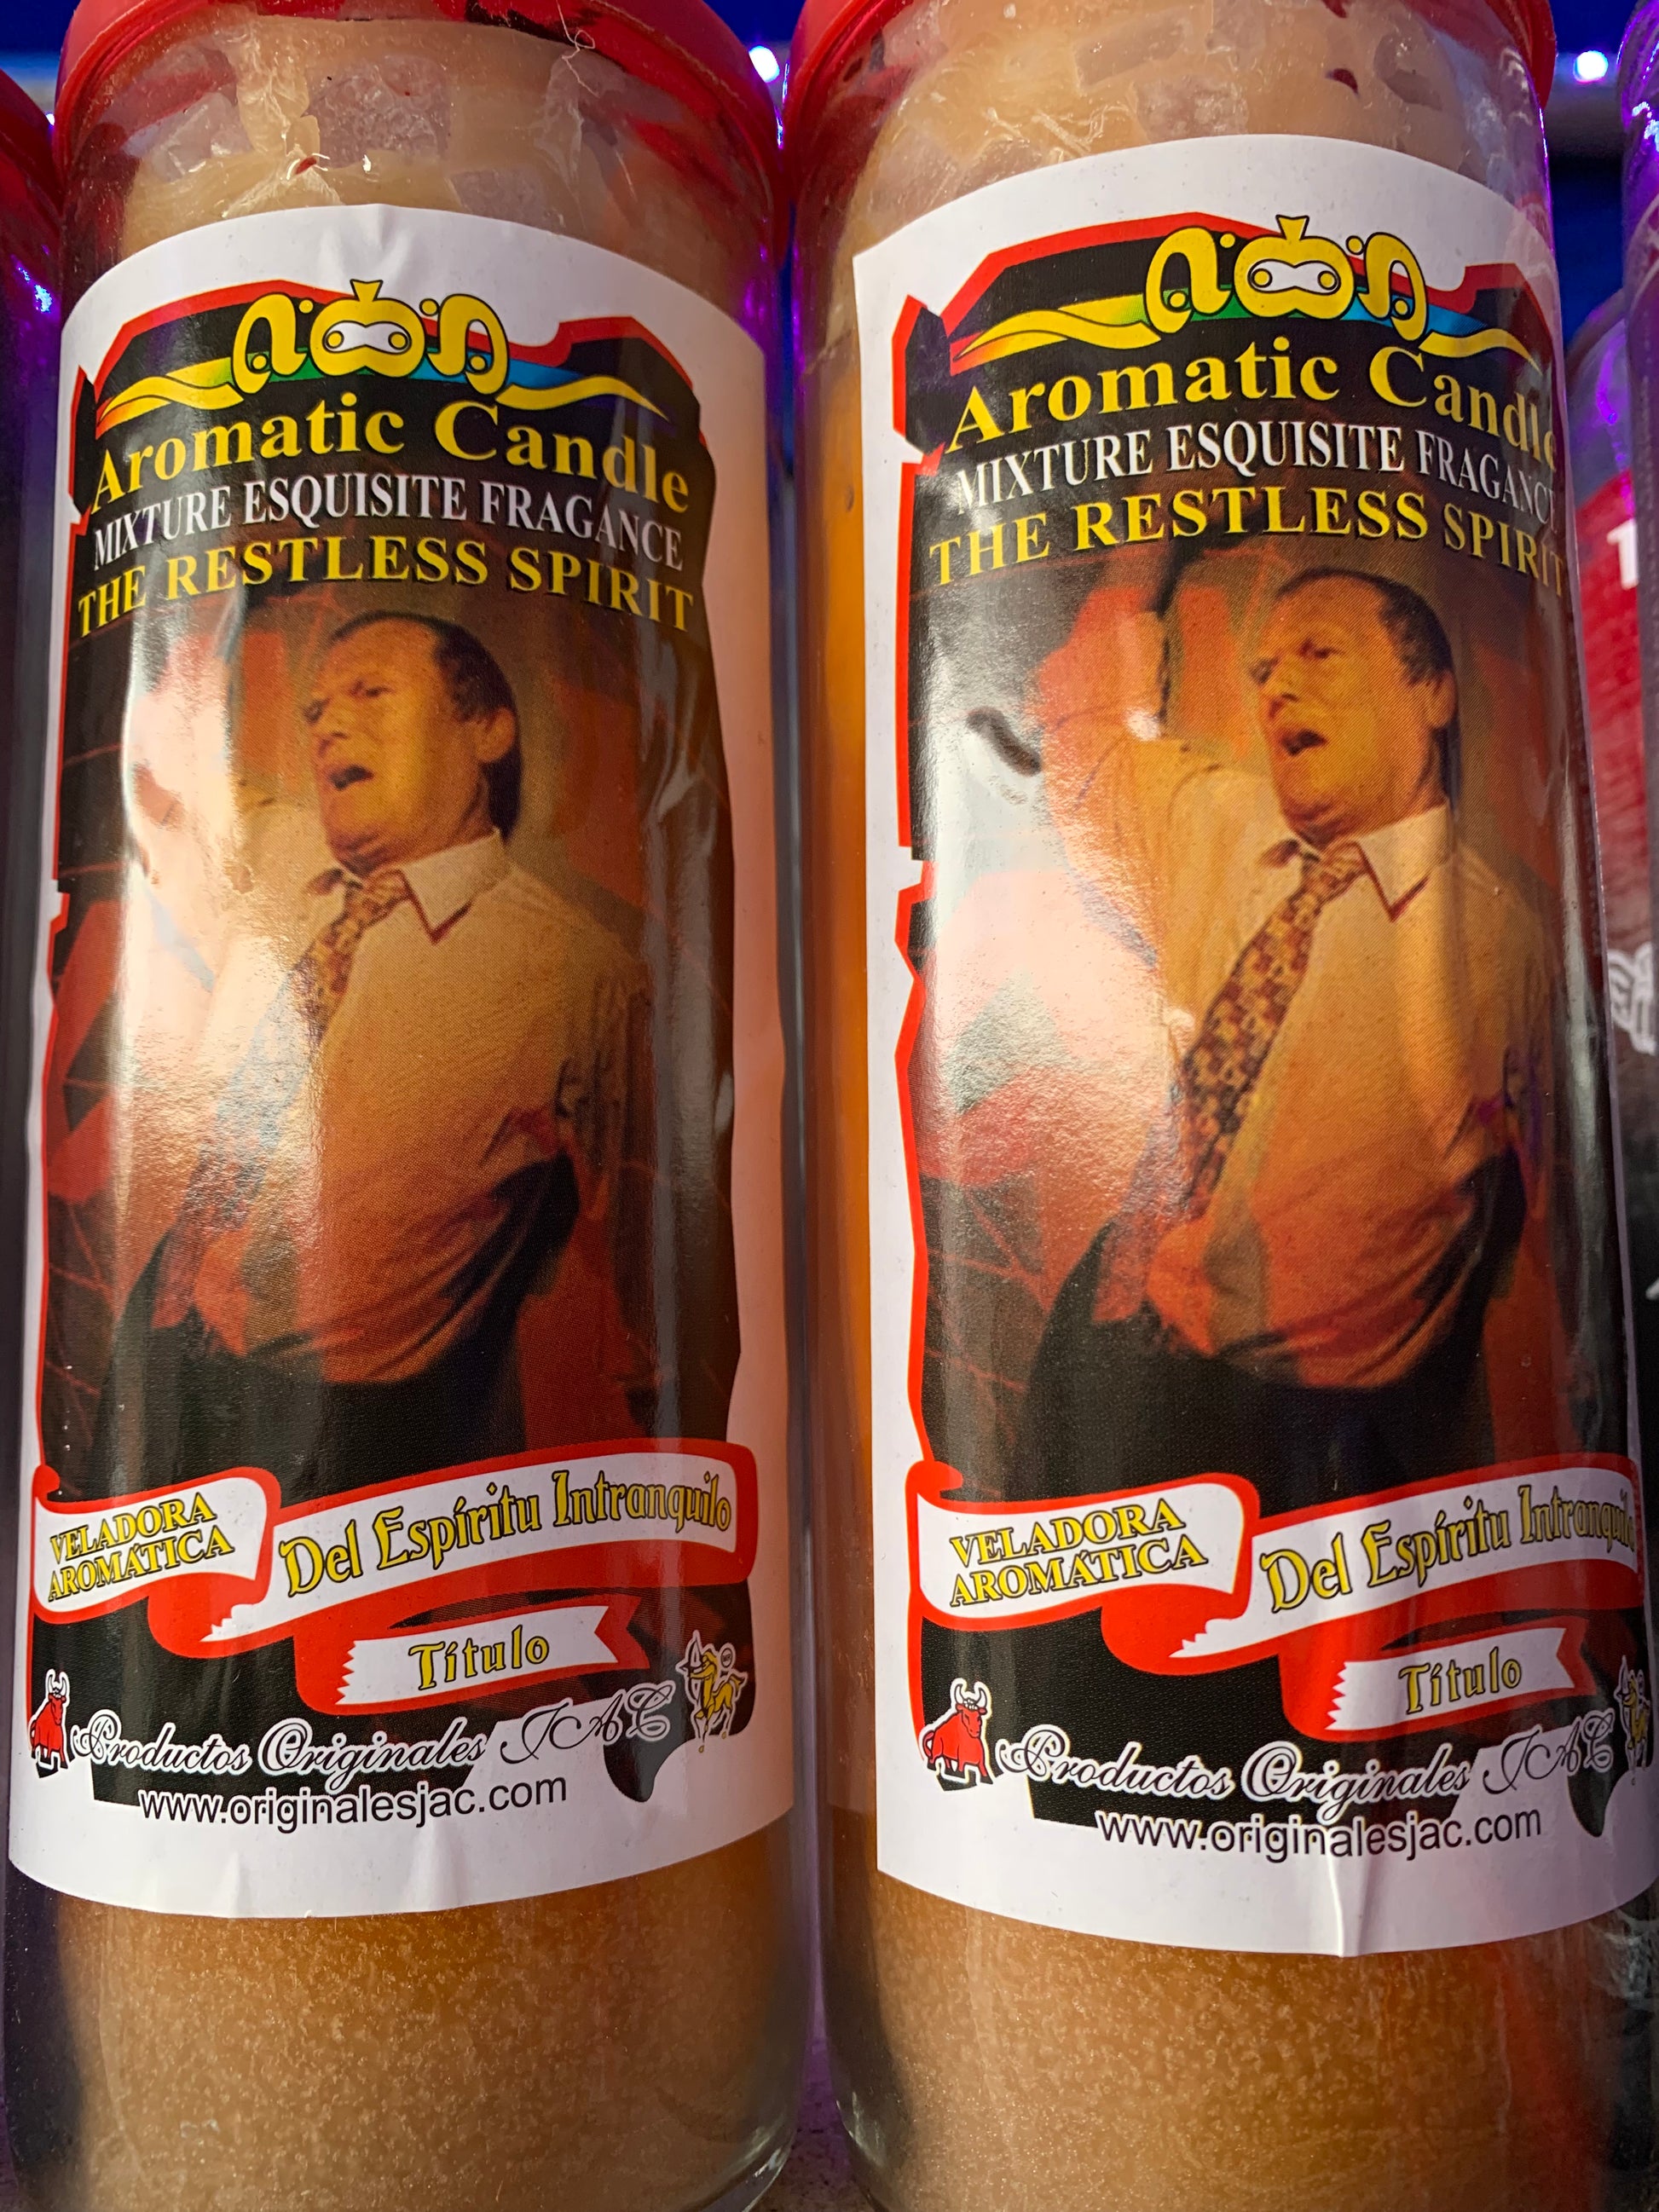 Aromatic Candle
MIXTURE ESQUISITE FRAGANCE
THE RESTLESS SPIRIT
VELADORA
AROMÁTICA
Del Espíritu Intranquilo
Título
Productos Originales JAC
www.originalesjac.com
Aromatic Candle
MIXTURE ESQUISITE FRAGANC
THE RESTLESS SPIRIT
VELADORA
AROMÁTICA
Del Espíritu Intranquilo
Título
Productos Originales JAC
www.originalesjac.com